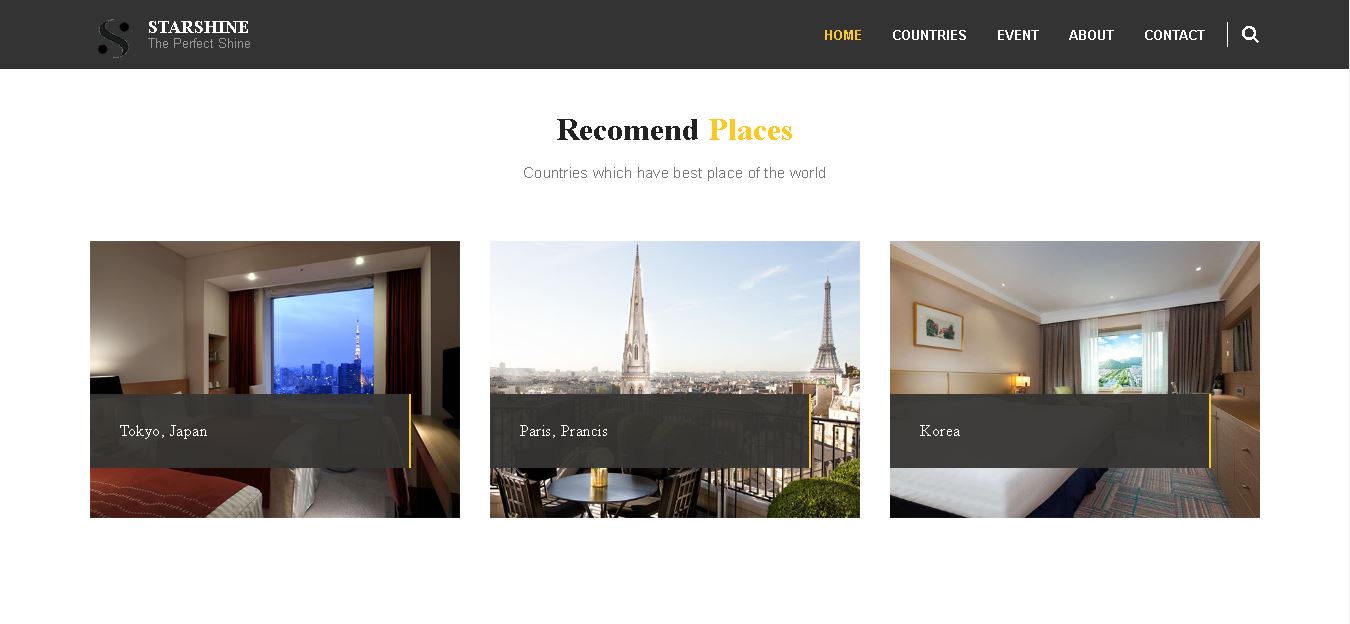 STARSHINE
The Perfect Shine
HOME COUNTRIES EVENT ABOUT CONTACT
Recomend Places
Countries which have best place of the world
Tokyo, Japan
Paris, Prancis
Korea